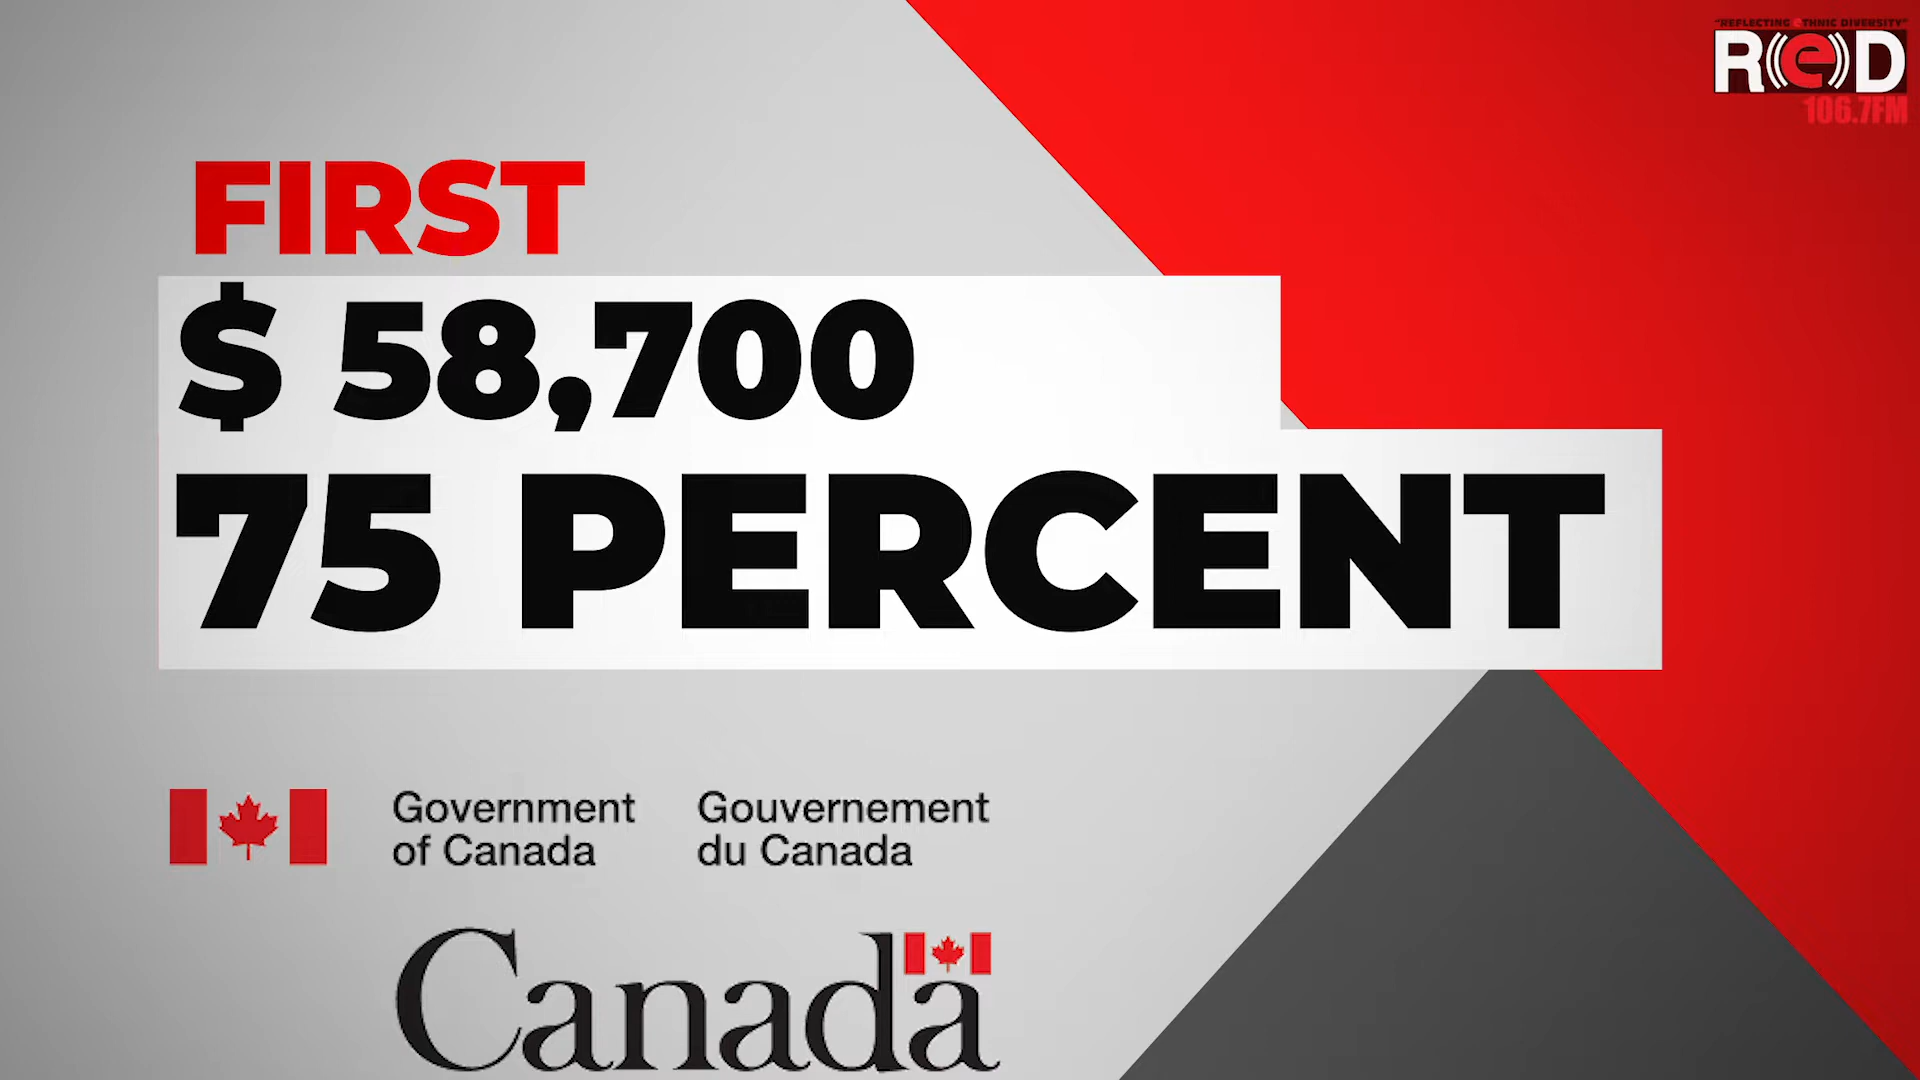 "REFLECTING eTHNIC DIVERSITY"
ReD
106.7FM
FIRST
$ 58,700
75 PERCENT
Government of Canada
Gouvernement du Canada
Canada